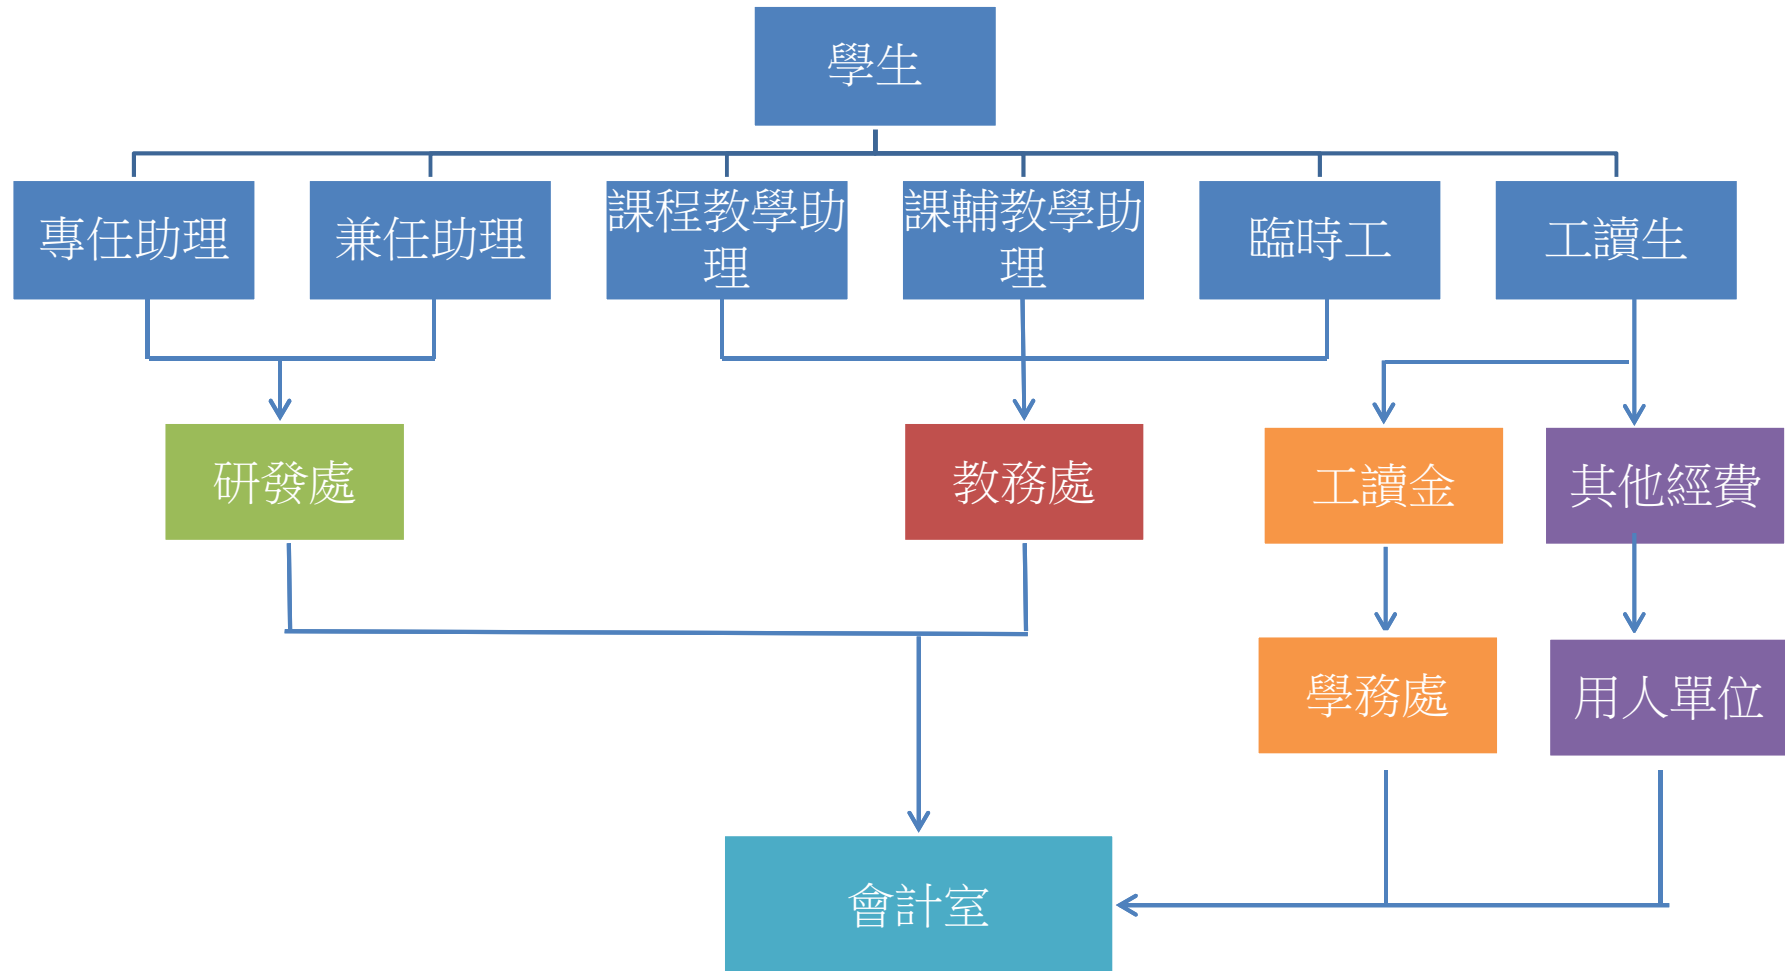 學生
專任助理
兼任助理
課程教學助
理
課輔教學助
理
臨時工
工讀生
研發處
教務處
工讀金
其他經費
學務處
用人單位
會計室